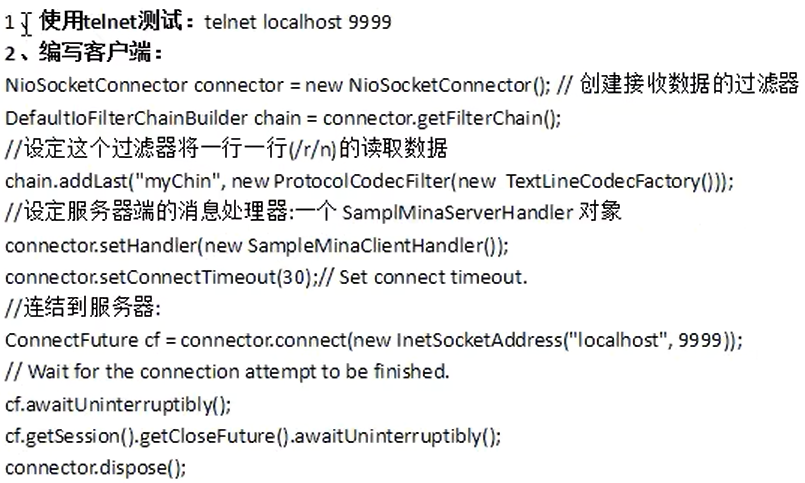 1、使用telnet测试：telnet localhost 9999
2、编写客户端：
NioSocketConnector connector = new NioSocketConnector(); // 创建接收数据的过滤器
DefaultIoFilterChainBuilder chain = connector.getFilterChain();
//设定这个过滤器将一行一行(/r/n)的读取数据
chain.addLast("myChin", new ProtocolCodecFilter(new TextLineCodecFactory()));
//设定服务器端的消息处理器:一个 SamplMinaServerHandler 对象
connector.setHandler(new SampleMinaClientHandler());
connector.setConnectTimeout(30);// Set connect timeout.
//连结到服务器:
ConnectFuture cf = connector.connect(new InetSocketAddress("localhost", 9999));
// Wait for the connection attempt to be finished.
cf.awaitUninterruptibly();
cf.getSession().getCloseFuture().awaitUninterruptibly();
connector.dispose();